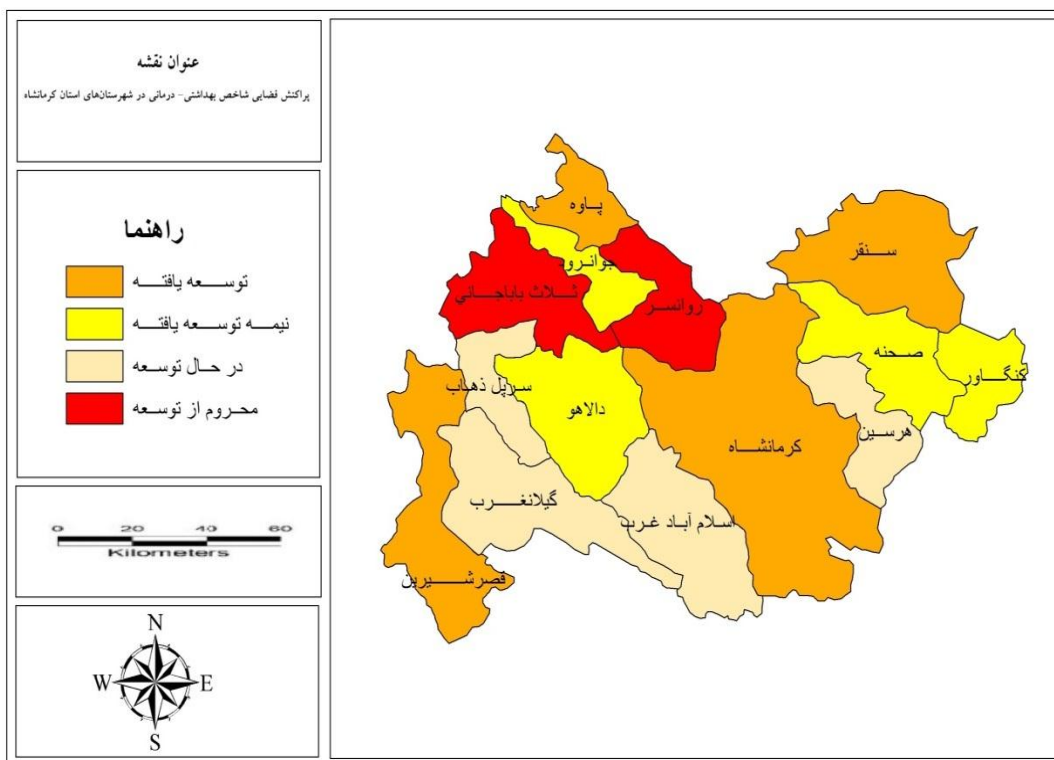 عنوان نقشه
پراکنش فضایی شاخص بهداشتی- درمانی در شهرستان‌های استان کرمانشاه
راهنما
توسعه یافته
نیمه توسعه یافته
در حال توسعه
محروم از توسعه
0 20 40 60
Kilometers
N
W E
S
پاوه
سنقر
جوانرود
ثلاث باباجاني
روانسر
صحنه
کنگاور
سرپل ذهاب
دالاهو
هرسین
کرمانشاه
گیلانغرب
اسلام آباد غرب
قصرشیرین